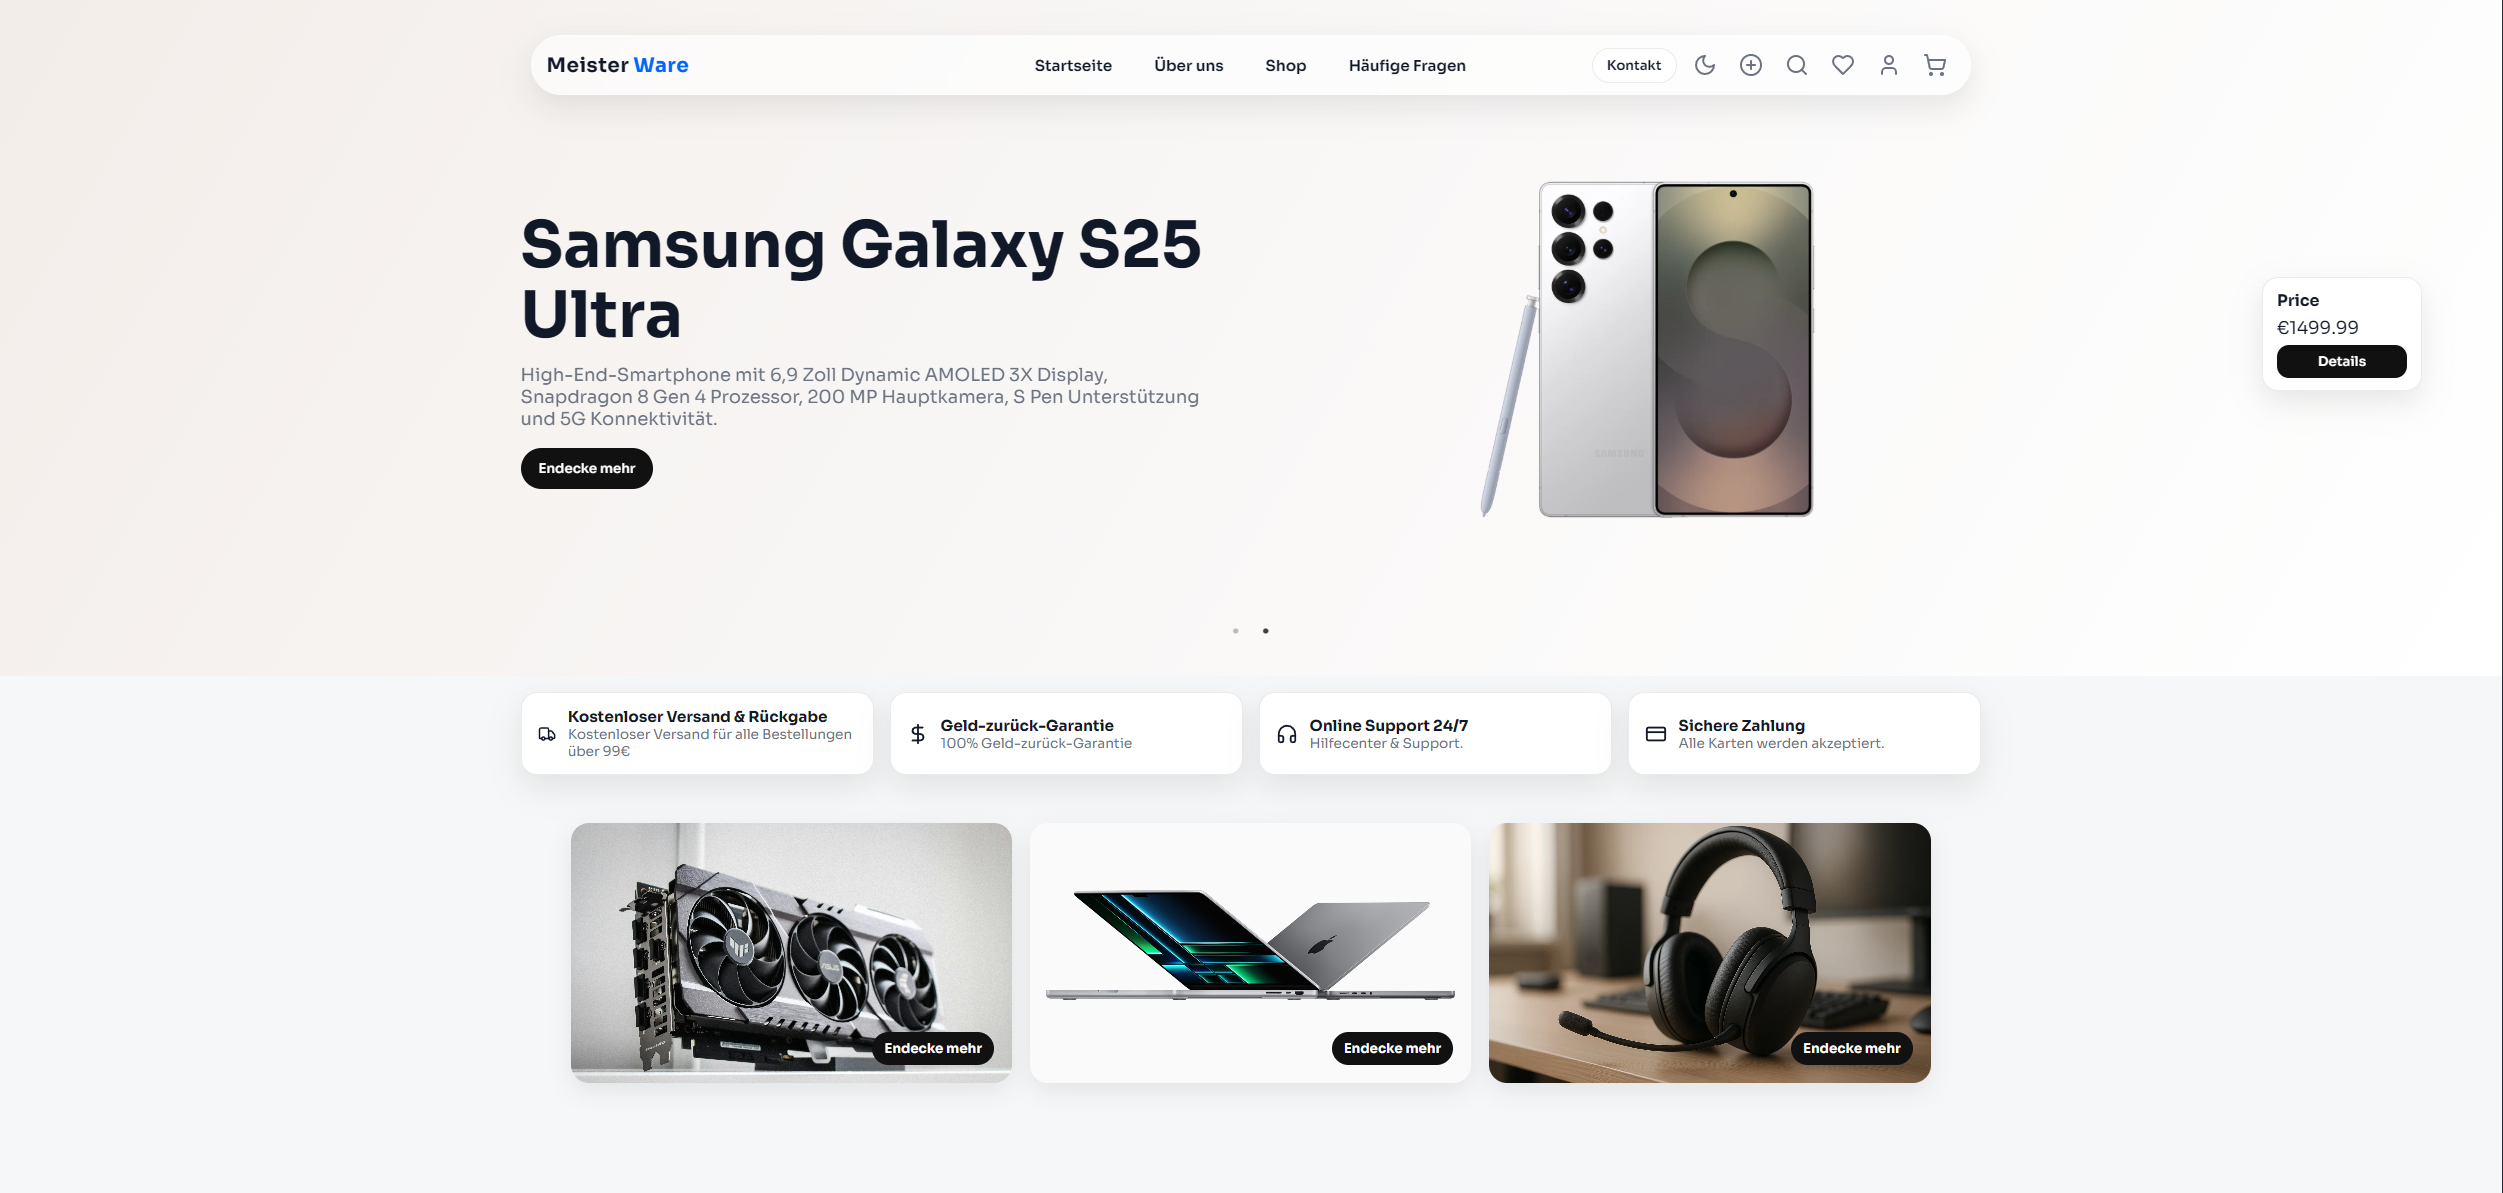 Meister Ware
Startseite
Über uns
Shop
Häufige Fragen
Kontakt
Samsung Galaxy S25
Ultra
High-End-Smartphone mit 6,9 Zoll Dynamic AMOLED 3X Display,
Snapdragon 8 Gen 4 Prozessor, 200 MP Hauptkamera, S Pen Unterstützung
und 5G Konnektivität.
Endecke mehr
SAMSUNG
Price
€1499.99
Details
Kostenloser Versand & Rückgabe
Kostenloser Versand für alle Bestellungen
über 99€
Geld-zurück-Garantie
100% Geld-zurück-Garantie
Online Support 24/7
Hilfecenter & Support.
Sichere Zahlung
Alle Karten werden akzeptiert.
ASUS
Endecke mehr
Endecke mehr
Endecke mehr